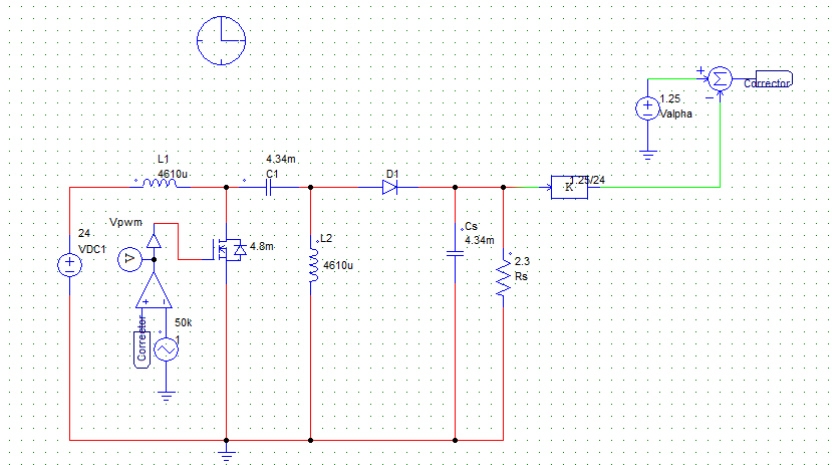 1.25
Valpha
Corrector
L1
4610u
4.34m
C1
D1
K
1.25/24
Vpwm
24
VDC1
V
4.8m
L2
4610u
Cs
4.34m
2.3
Rs
50k
1
Corrector